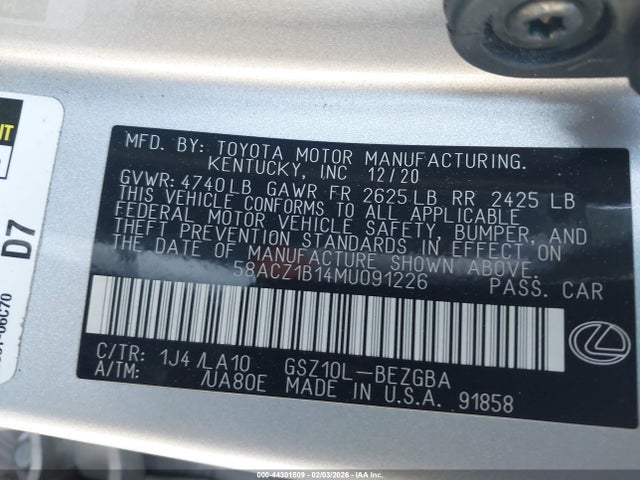 MFD. BY: TOYOTA MOTOR MANUFACTURING.
KENTUCKY, INC 12/20
GVWR: 4740LB GAWR FR 2625LB RR 2425 LB
THIS VEHICLE CONFORMS TO ALL APPLICABLE
FEDERAL MOTOR VEHICLE SAFETY, BUMPER, AND
THEFT PREVENTION STANDARDS IN EFFECT ON
THE DATE OF MANUFACTURE SHOWN ABOVE.
58ACZ1B14MU091226 PASS. CAR
C/TR: 1J4 /LA10 GSZ10L-BEZGBA
A/TM: /UA80E MADE IN U.S.A. 91858
D7
000-44301509 - 02/03/2026 - IAAI.COM